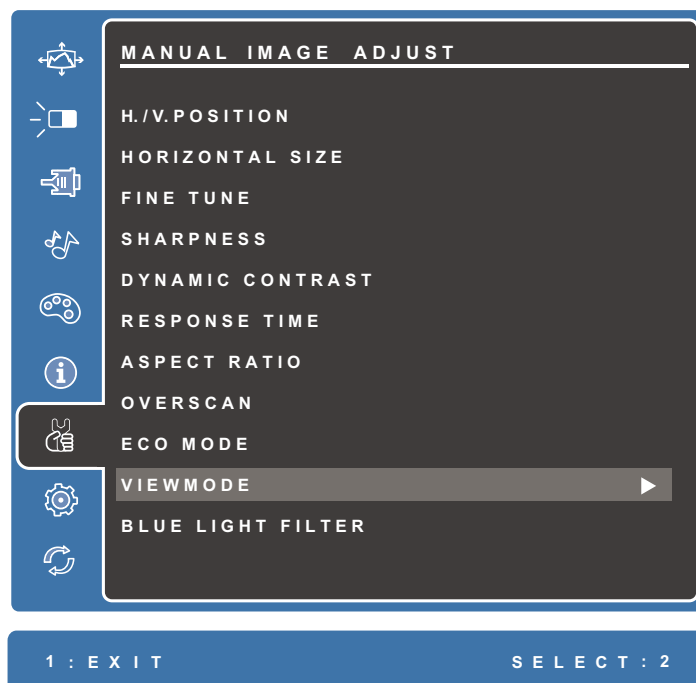 MANUAL IMAGE ADJUST
H./V.POSITION
HORIZONTAL SIZE
FINE TUNE
SHARPNESS
DYNAMIC CONTRAST
RESPONSE TIME
ASPECT RATIO
OVERSCAN
ECO MODE
VIEWMODE
BLUE LIGHT FILTER
1:EXIT SELECT:2